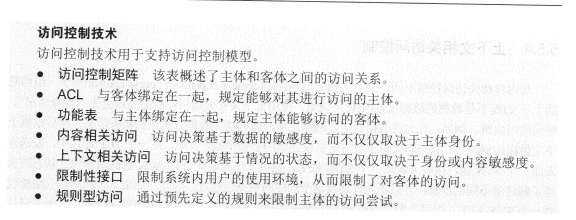 访问控制技术
访问控制技术用于支持访问控制模型。
● 访问控制矩阵 该表概述了主体和客体之间的访问关系。
● ACL 与客体绑定在一起，规定能够对其进行访问的主体。
● 功能表 与主体绑定在一起，规定主体能够访问的客体。
● 内容相关访问 访问决策基于数据的敏感度，而不仅仅取决于主体身份。
● 上下文相关访问 访问决策基于情况的状态，而不仅仅取决于身份或内容敏感度。
● 限制性接口 限制系统内用户的使用环境，从而限制了对客体的访问。
● 规则型访问 通过预先定义的规则来限制主体的访问尝试。